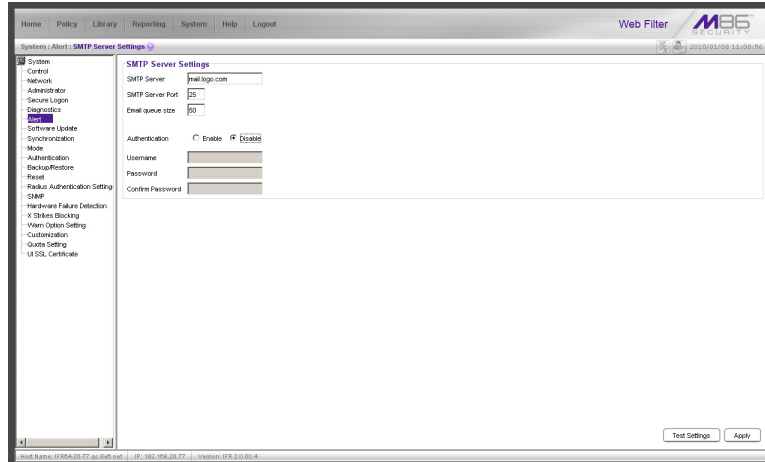 Home Policy Library Reporting System Help Logout
Web Filter
M86 SECURITY
System : Alert : SMTP Server Settings
2010/01/08 11:00:56
System
Control
Network
Administrator
Secure Logon
Diagnostics
Alert
Software Update
Synchronization
Mode
Authentication
Backup/Restore
Reset
Radius Authentication Setting
SNMP
Hardware Failure Detection
X Strikes Blocking
Warn Option Setting
Customization
Quota Setting
UI SSL Certificate
SMTP Server Settings
SMTP Server mail.logo.com
SMTP Server Port 25
Email queue size 50
Authentication Enable Disable
Username
Password
Confirm Password
Test Settings Apply
IP: 192.168.20.77 Version: IFR 2.0.00.4